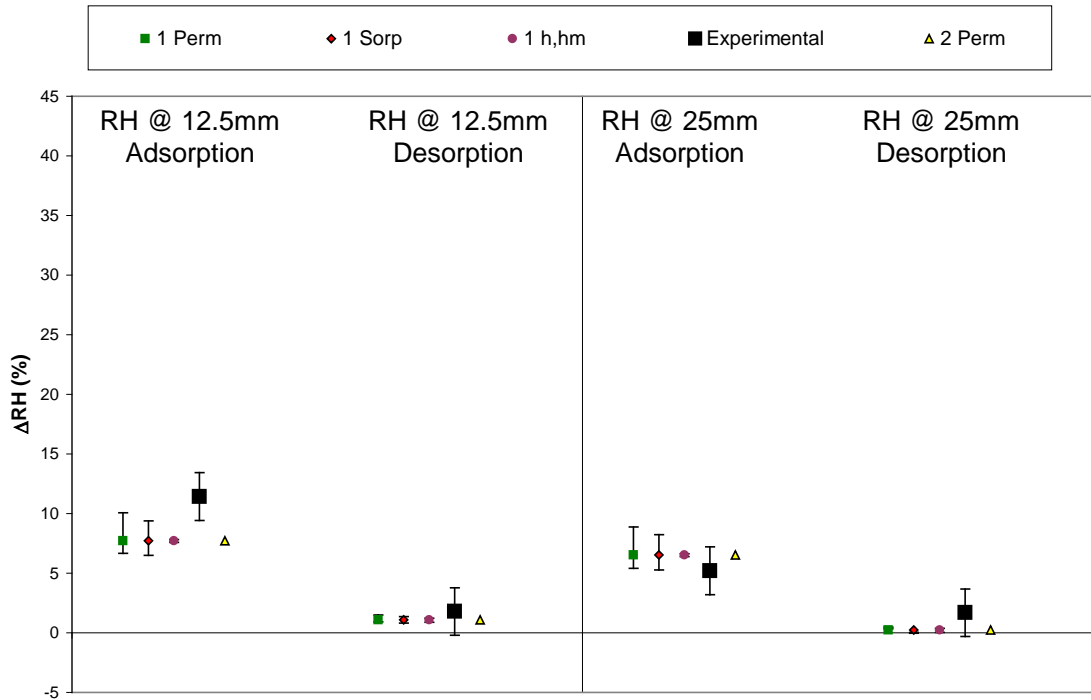 1 Perm 1 Sorp 1 h,hm Experimental 2 Perm
RH @ 12.5mm
Adsorption
RH @ 12.5mm
Desorption
RH @ 25mm
Adsorption
RH @ 25mm
Desorption
ΔRH (%)
45
40
35
30
25
20
15
10
5
0
-5